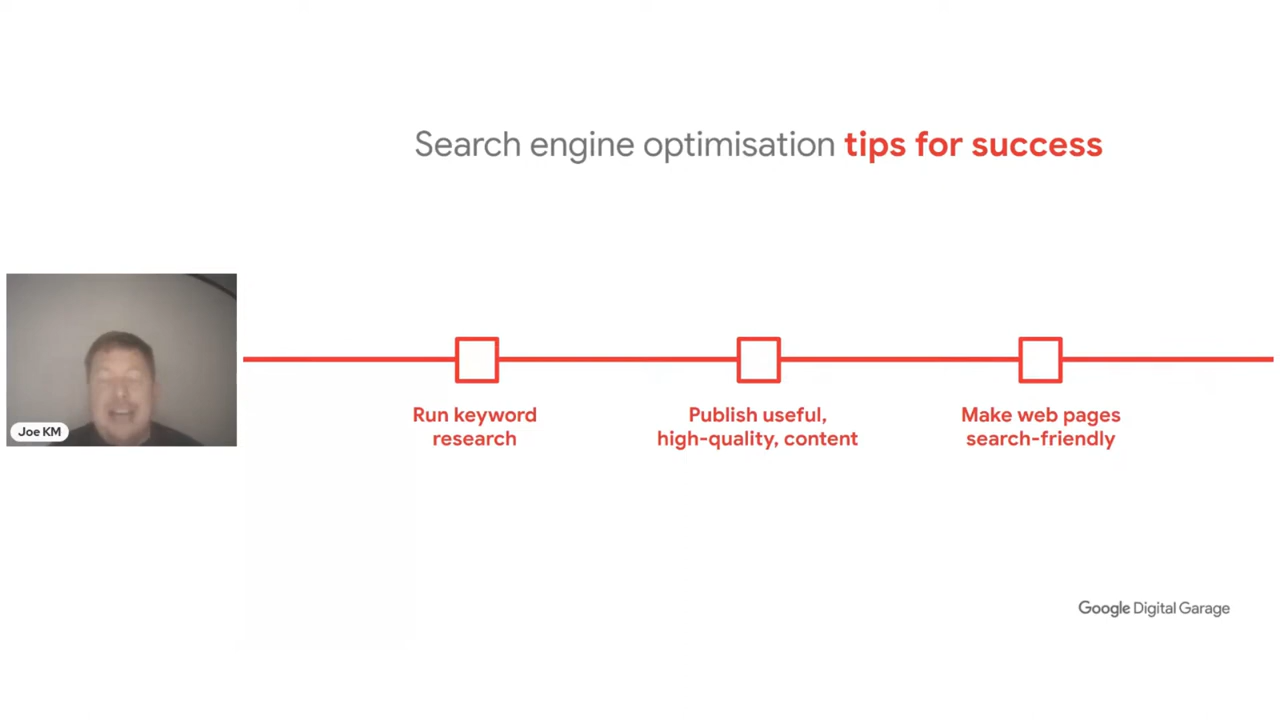 Search engine optimisation tips for success
Joe KM
Run keyword
research
Publish useful,
high-quality, content
Make web pages
search-friendly
Google Digital Garage